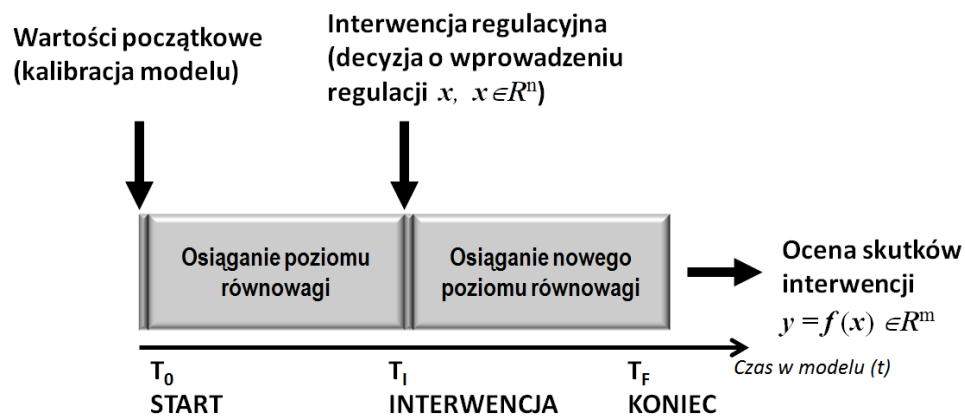 Wartości początkowe
(kalibracja modelu)
Interwencja regulacyjna
(decyzja o wprowadzeniu
regulacji x, x ∈Rⁿ)
Osiąganie poziomu
równowagi
Osiąganie nowego
poziomu równowagi
Ocena skutków
interwencji
y = f (x) ∈Rᵐ
T₀
START
T_I
INTERWENCJA
T_F
KONIEC
Czas w modelu (t)